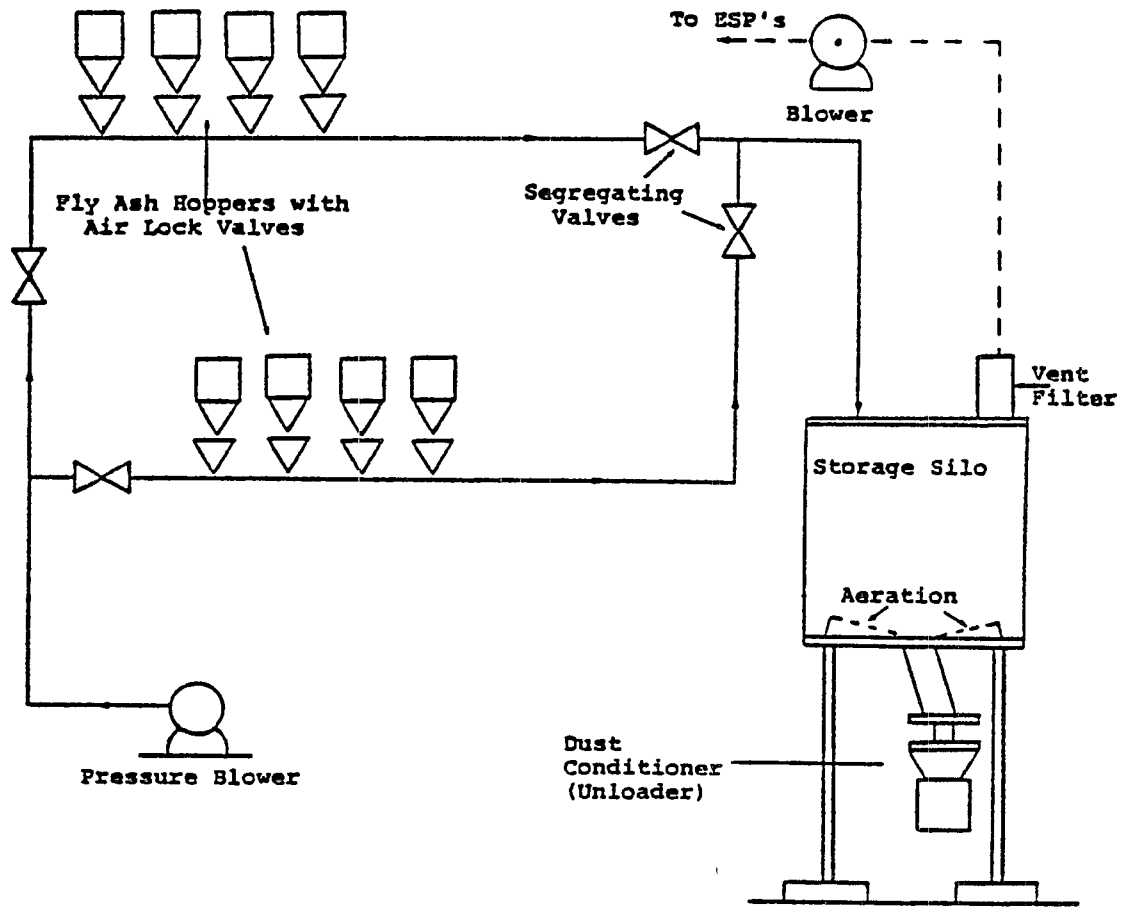 To ESP's
Blower
Segregating
Valves
Fly Ash Hoppers with
Air Lock Valves
Vent
Filter
Storage Silo
Aeration
Dust
Conditioner
(Unloader)
Pressure Blower